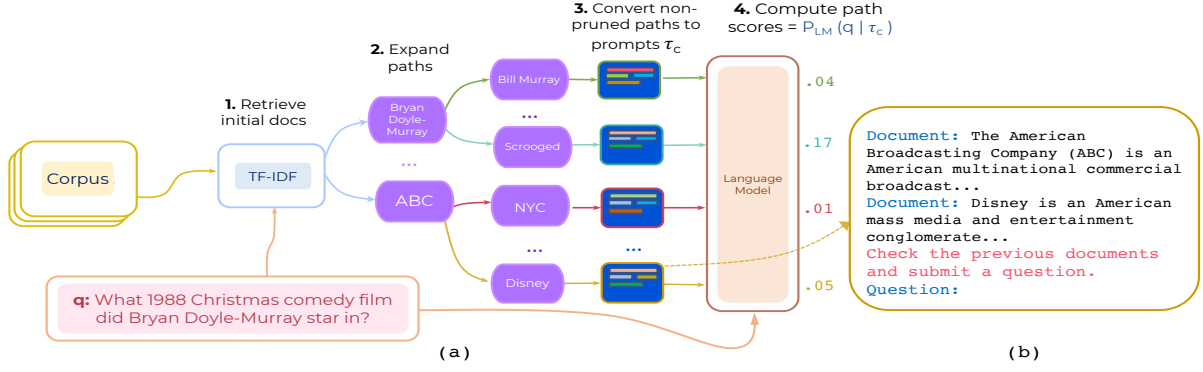 1. Retrieve
initial docs
2. Expand
paths
3. Convert non-
pruned paths to
prompts τc
4. Compute path
scores = PLM (q | τc )
Corpus
TF-IDF
Bryan
Doyle-
Murray
...
ABC
Bill Murray
...
Scrooged
NYC
...
Disney
...
Language
Model
.04
.17
.01
.05
q: What 1988 Christmas comedy film
did Bryan Doyle-Murray star in?
(a)
Document: The American
Broadcasting Company (ABC) is an
American multinational commercial
broadcast...
Document: Disney is an American
mass media and entertainment
conglomerate...
Check the previous documents
and submit a question.
Question:
(b)